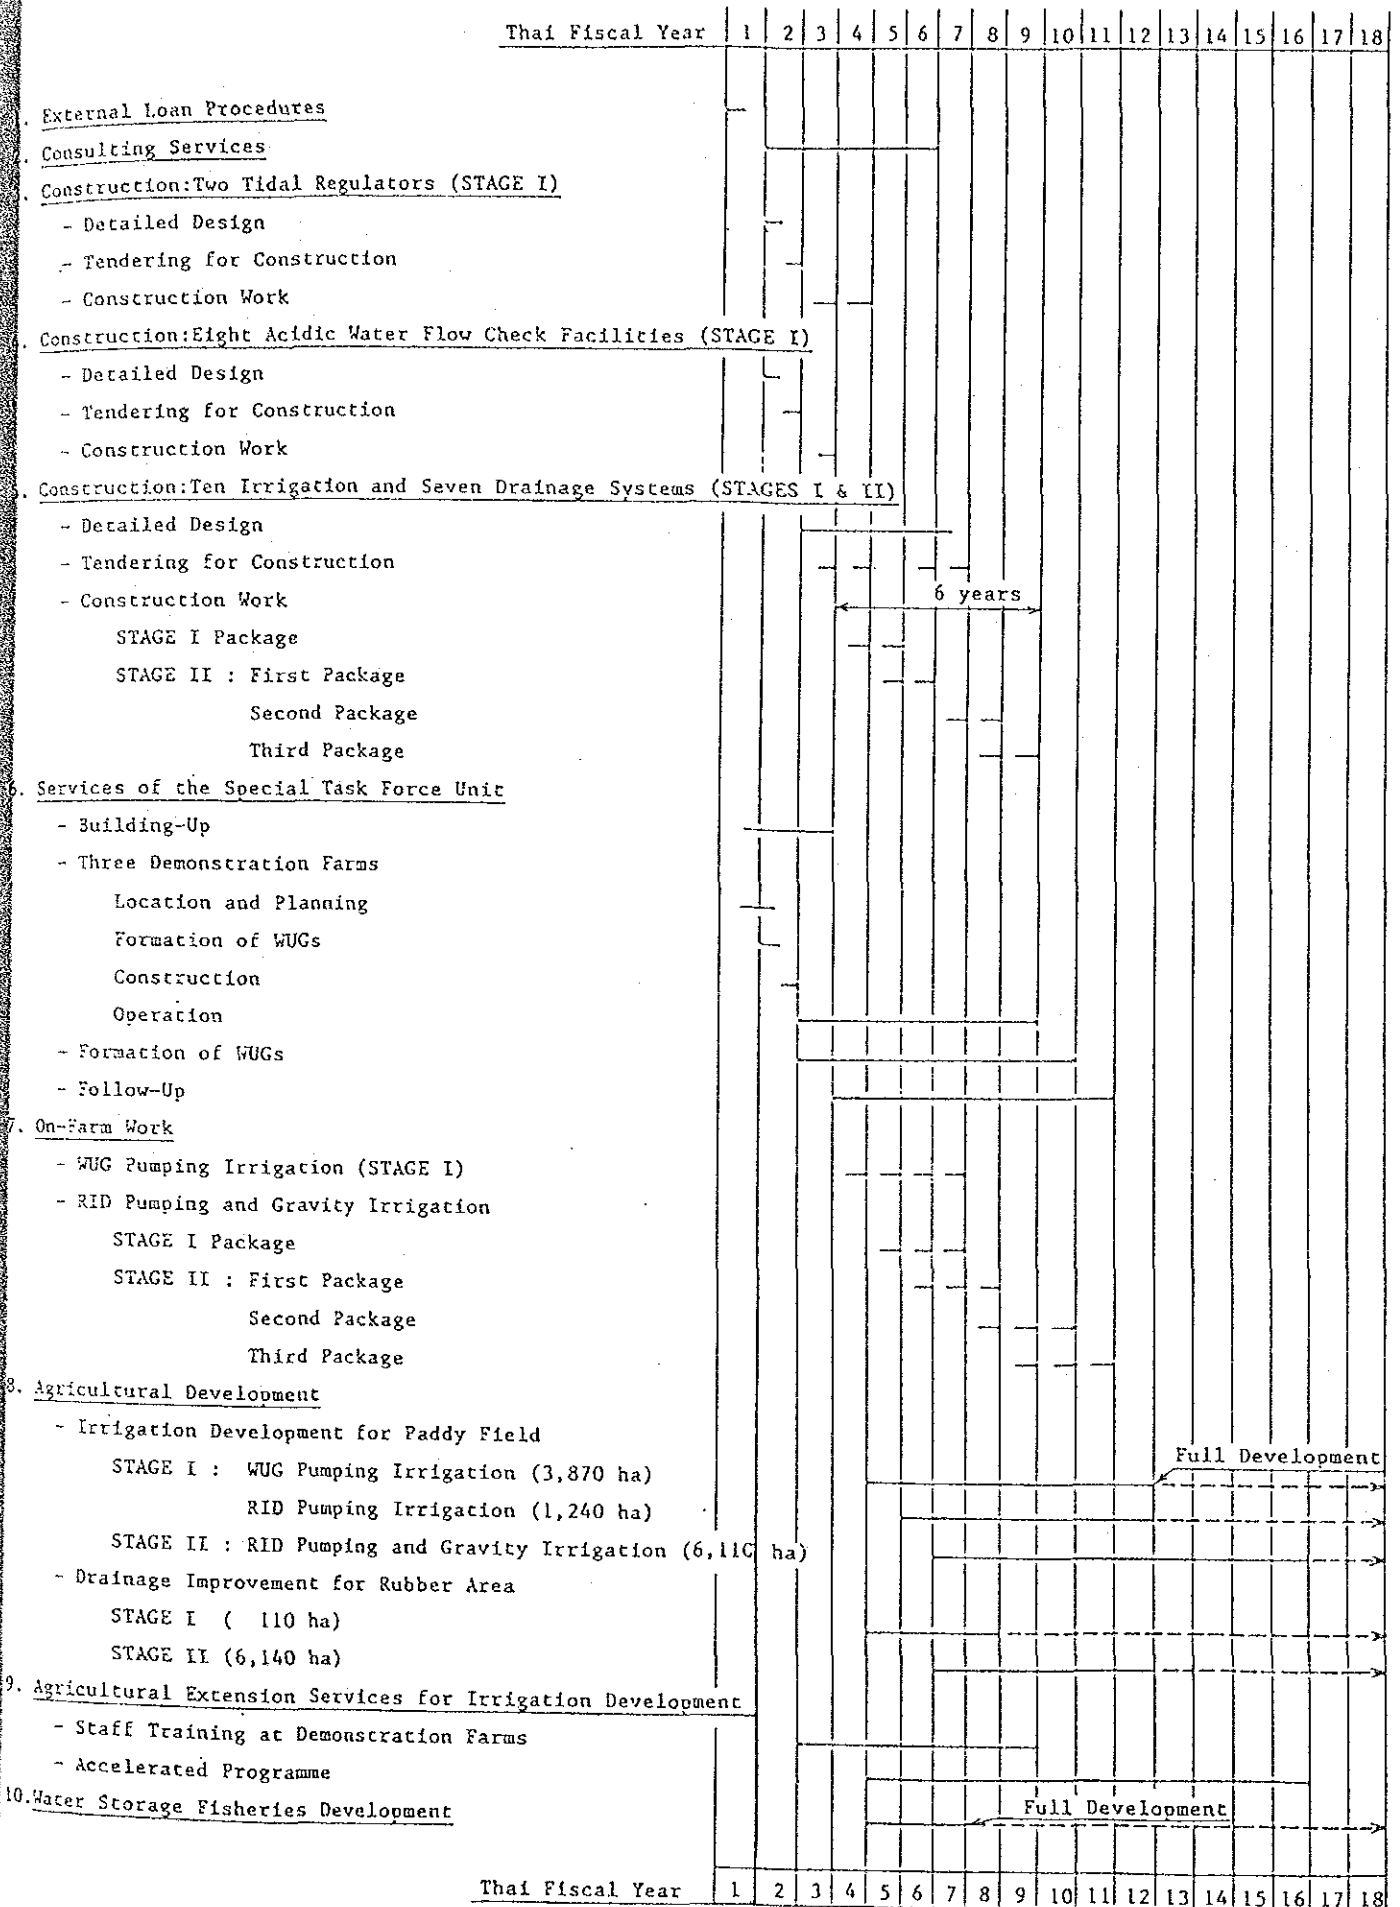 Thai Fiscal Year 1 2 3 4 5 6 7 8 9 10 11 12 13 14 15 16 17 18
. External Loan Procedures
. Consulting Services
. Construction:Two Tidal Regulators (STAGE I)
- Detailed Design
- Tendering for Construction
- Construction Work
. Construction:Eight Acidic Water Flow Check Facilities (STAGE I)
- Detailed Design
- Tendering for Construction
- Construction Work
. Construction:Ten Irrigation and Seven Drainage Systems (STAGES I & II)
- Detailed Design
- Tendering for Construction
- Construction Work 6 years
STAGE I Package
STAGE II : First Package
Second Package
Third Package
6. Services of the Special Task Force Unit
- Building-Up
- Three Demonstration Farms
Location and Planning
Formation of WUGs
Construction
Operation
- Formation of WUGs
- Follow-Up
7. On-Farm Work
- WUG Pumping Irrigation (STAGE I)
- RID Pumping and Gravity Irrigation
STAGE I Package
STAGE II : First Package
Second Package
Third Package
8. Agricultural Development
- Irrigation Development for Paddy Field
Full Development
STAGE I : WUG Pumping Irrigation (3,870 ha)
RID Pumping Irrigation (1,240 ha)
STAGE II : RID Pumping and Gravity Irrigation (6,110 ha)
- Drainage Improvement for Rubber Area
STAGE I ( 110 ha)
STAGE II (6,140 ha)
9. Agricultural Extension Services for Irrigation Development
- Staff Training at Demonstration Farms
- Accelerated Programme
10.Water Storage Fisheries Development Full Development
Thai Fiscal Year 1 2 3 4 5 6 7 8 9 10 11 12 13 14 15 16 17 18